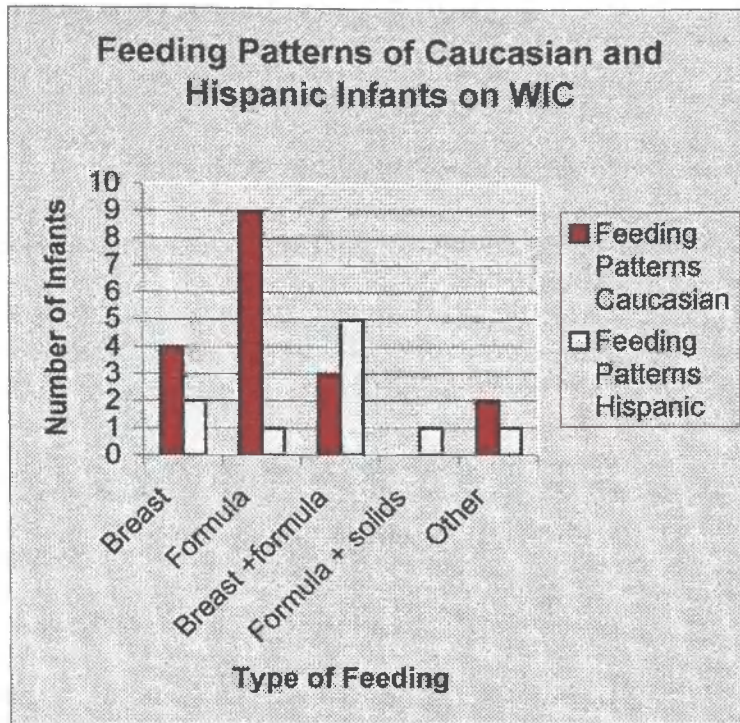 Feeding Patterns of Caucasian and
Hispanic Infants on WIC
Number of Infants
10
9
8
7
6
5
4
3
2
1
0
Breast
Formula
Breast +formula
Formula + solids
Other
Type of Feeding
Feeding
Patterns
Caucasian
Feeding
Patterns
Hispanic